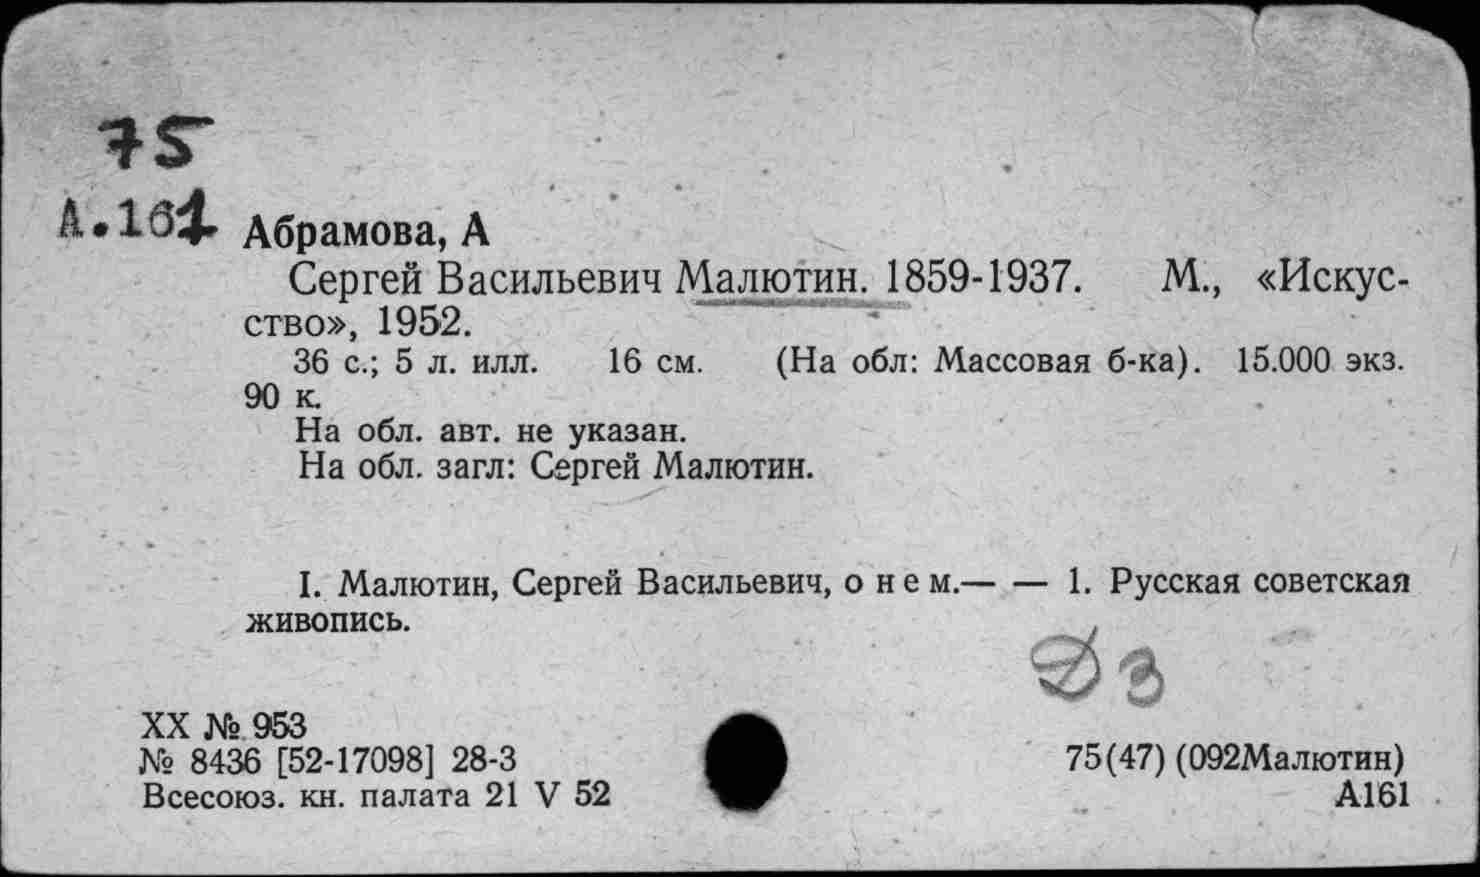 75
А.161
Абрамова, А
Сергей Васильевич Малютин. 1859-1937. М., «Искус-
ство», 1952.
36 с.; 5 л. илл. 16 см. (На обл: Массовая б-ка). 15.000 экз.
90 к.
На обл. авт. не указан.
На обл. загл: Сергей Малютин.
I. Малютин, Сергей Васильевич, о нем.— — 1. Русская советская
живопись.
XX № 953
№ 8436 [52-17098] 28-3
Всесоюз. кн. палата 21 V 52
75(47) (092Малютин)
А161